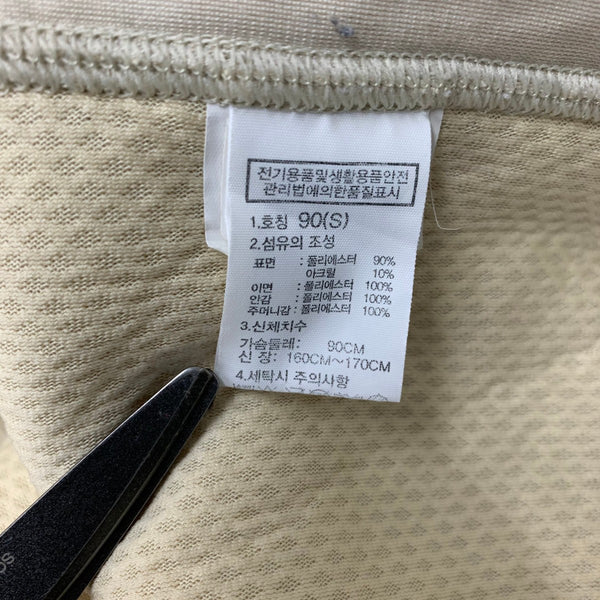 전기용품및생활용품안전
관리법에의한품질표시
1.호칭 90(S)
2.섬유의 조성
표면 : 폴리에스터 90%
아크릴 10%
이면 : 폴리에스터 100%
인감 : 폴리에스터 100%
주머니감 : 폴리에스터 100%
3.신체치수
가슴둘레: 90CM
신 장: 160CM~170CM
4.세탁시 주의사항